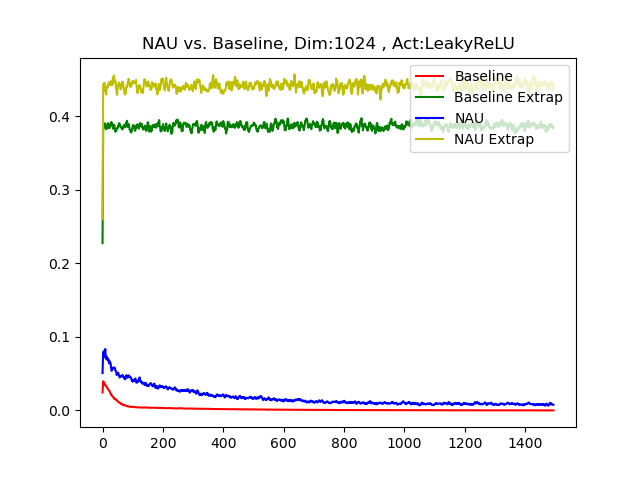 NAU vs. Baseline, Dim:1024 , Act:LeakyReLU
Baseline
Baseline Extrap
NAU
NAU Extrap
0.4
0.3
0.2
0.1
0.0
0 200 400 600 800 1000 1200 1400